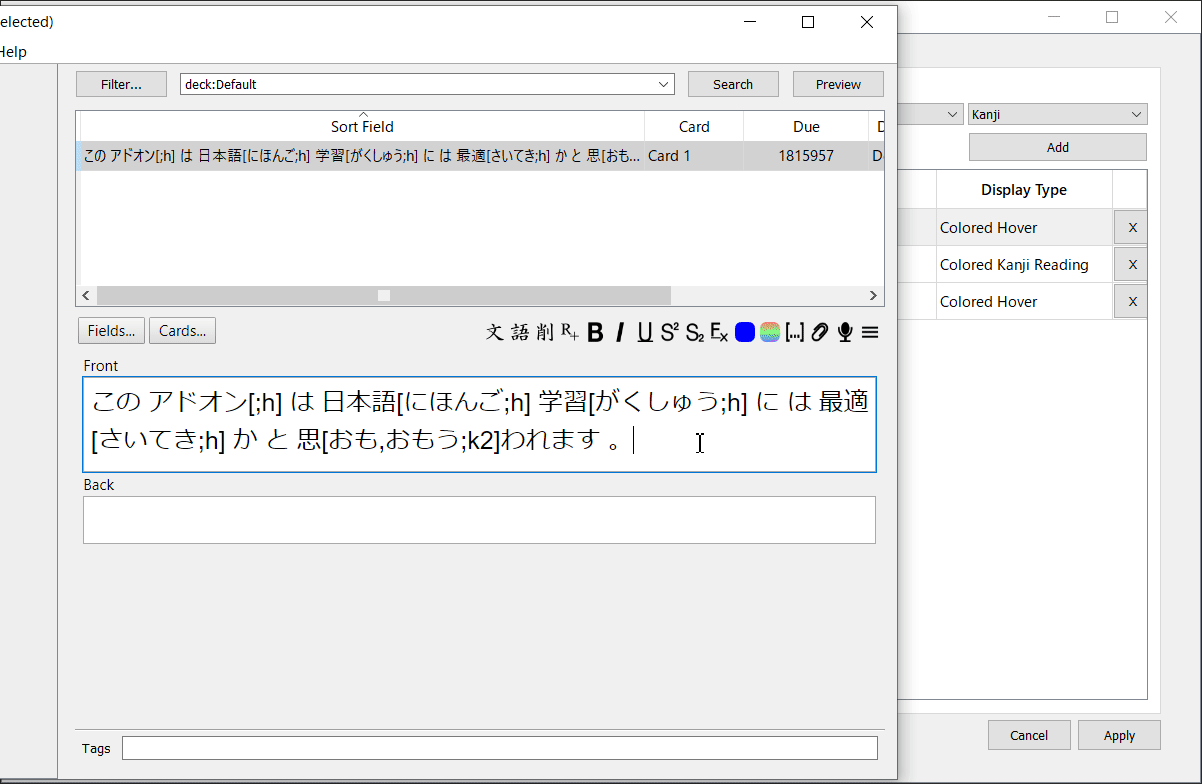 elected)
Help
Filter...
deck:Default
Search
Preview
Sort Field
Card
Due
D
この アドオン[;h] は 日本語[にほんご;h] 学習[がくしゅう;h] に は 最適[さいてき;h] か と 思[おも...
Card 1
1815957
D
Fields...
Cards...
文 語 削 R+ B I U S² S₂ Ex [...]
Front
この アドオン[;h] は 日本語[にほんご;h] 学習[がくしゅう;h] に は 最適
[さいてき;h] か と 思[おも,おもう;k2]われます 。
Back
Tags
Kanji
Add
Display Type
Colored Hover
X
Colored Kanji Reading
X
Colored Hover
X
Cancel
Apply